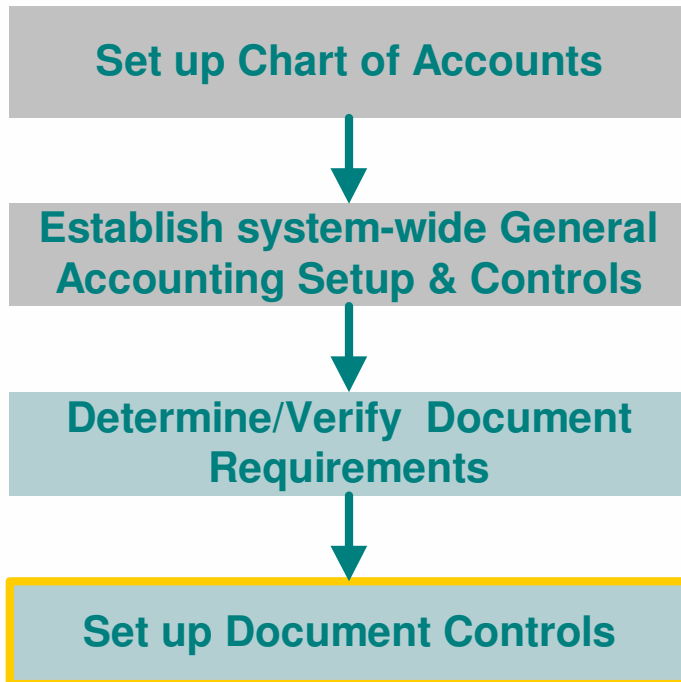 Set up Chart of Accounts
Establish system-wide General
Accounting Setup & Controls
Determine/Verify Document
Requirements
Set up Document Controls